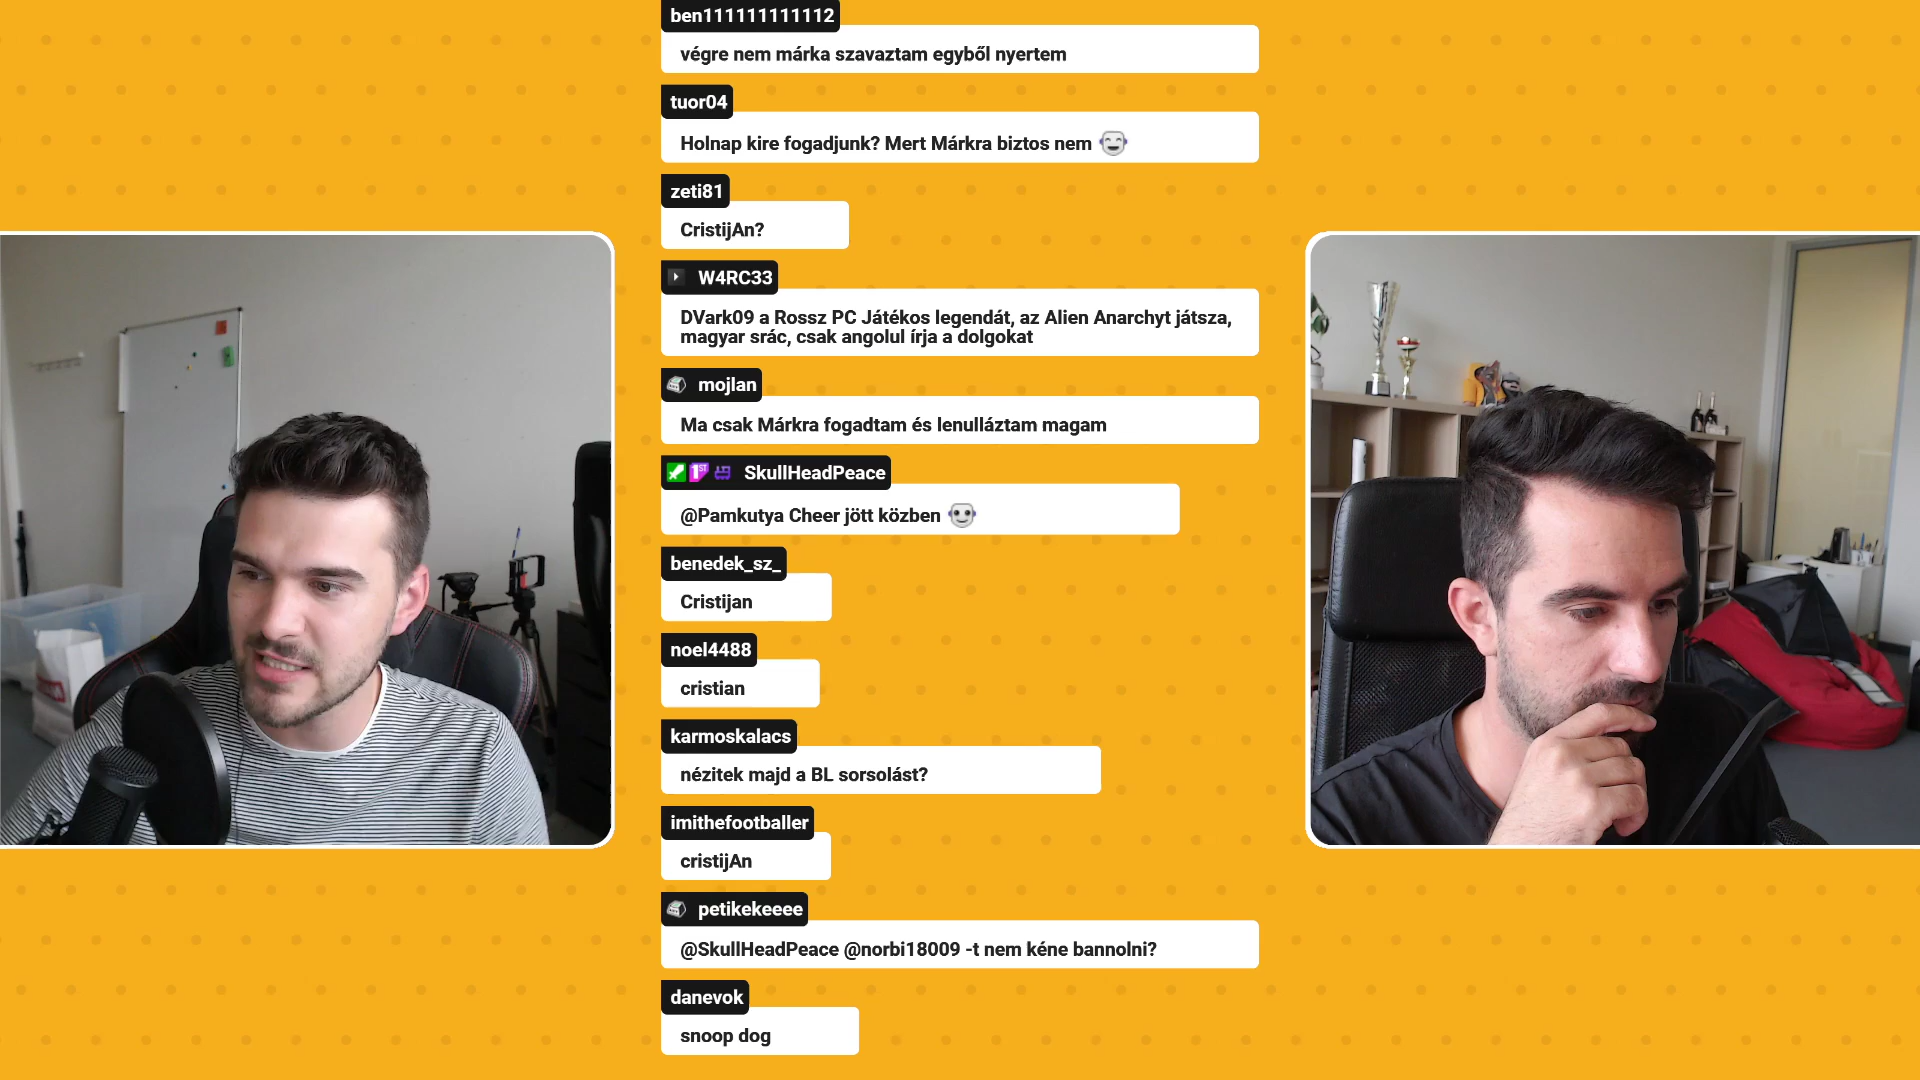 ben111111111112
végre nem márka szavaztam egyből nyertem
tuor04
Holnap kire fogadjunk? Mert Márkra biztos nem
zeti81
CristijAn?
W4RC33
DVark09 a Rossz PC Játékos legendát, az Alien Anarchyt játsza,
magyar srác, csak angolul írja a dolgokat
mojlan
Ma csak Márkra fogadtam és lenulláztam magam
1ST SkullHeadPeace
@Pamkutya Cheer jött közben
benedek_sz_
Cristijan
noel4488
cristian
karmoskalacs
nézitek majd a BL sorsolást?
imithefootballer
cristijAn
petikekeeee
@SkullHeadPeace @norbi18009 -t nem kéne bannolni?
danevok
snoop dog